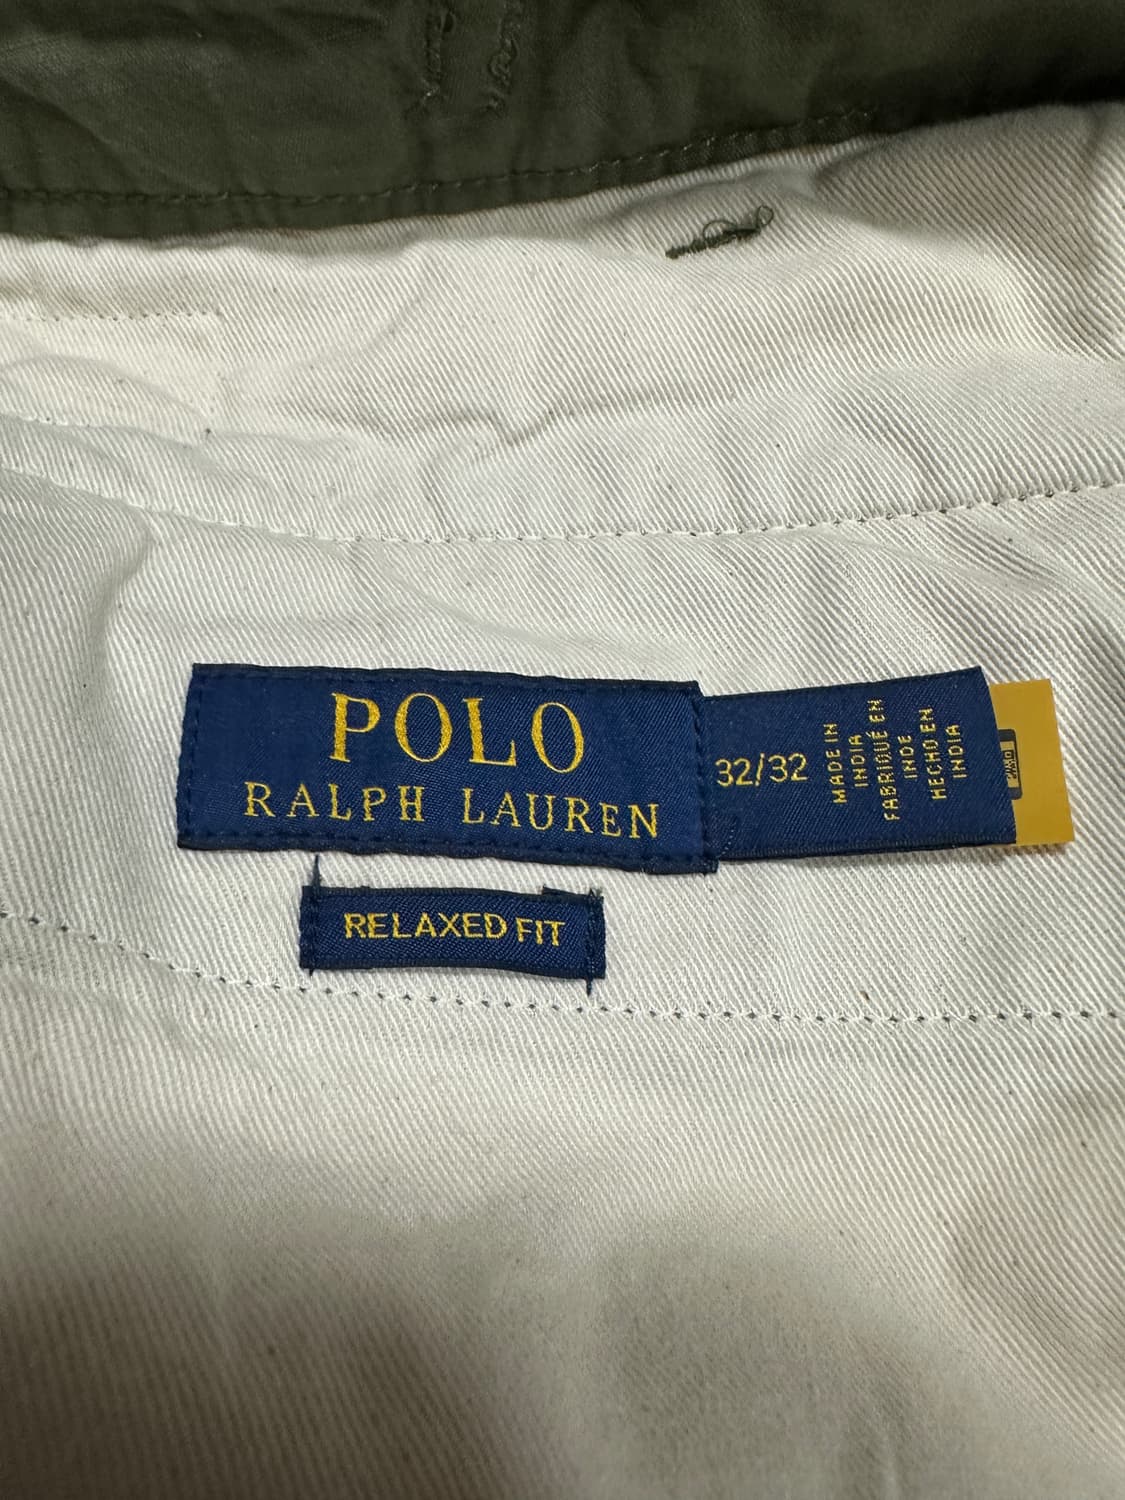 POLO
RALPH LAUREN
32/32
MADE IN
INDIA
FABRIQUÉ EN
INDE
HECHO EN
INDIA
RELAXED FIT